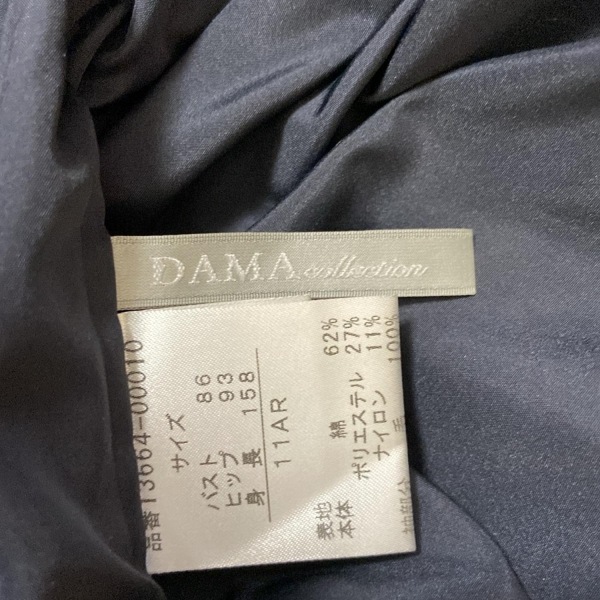 DAMA collection
品番13664-00010
サイズ
バスト 86
ヒップ 93
身長 158
11AR
表地
本体 綿 62%
ポリエステル 27%
ナイロン 11%
毛 100%